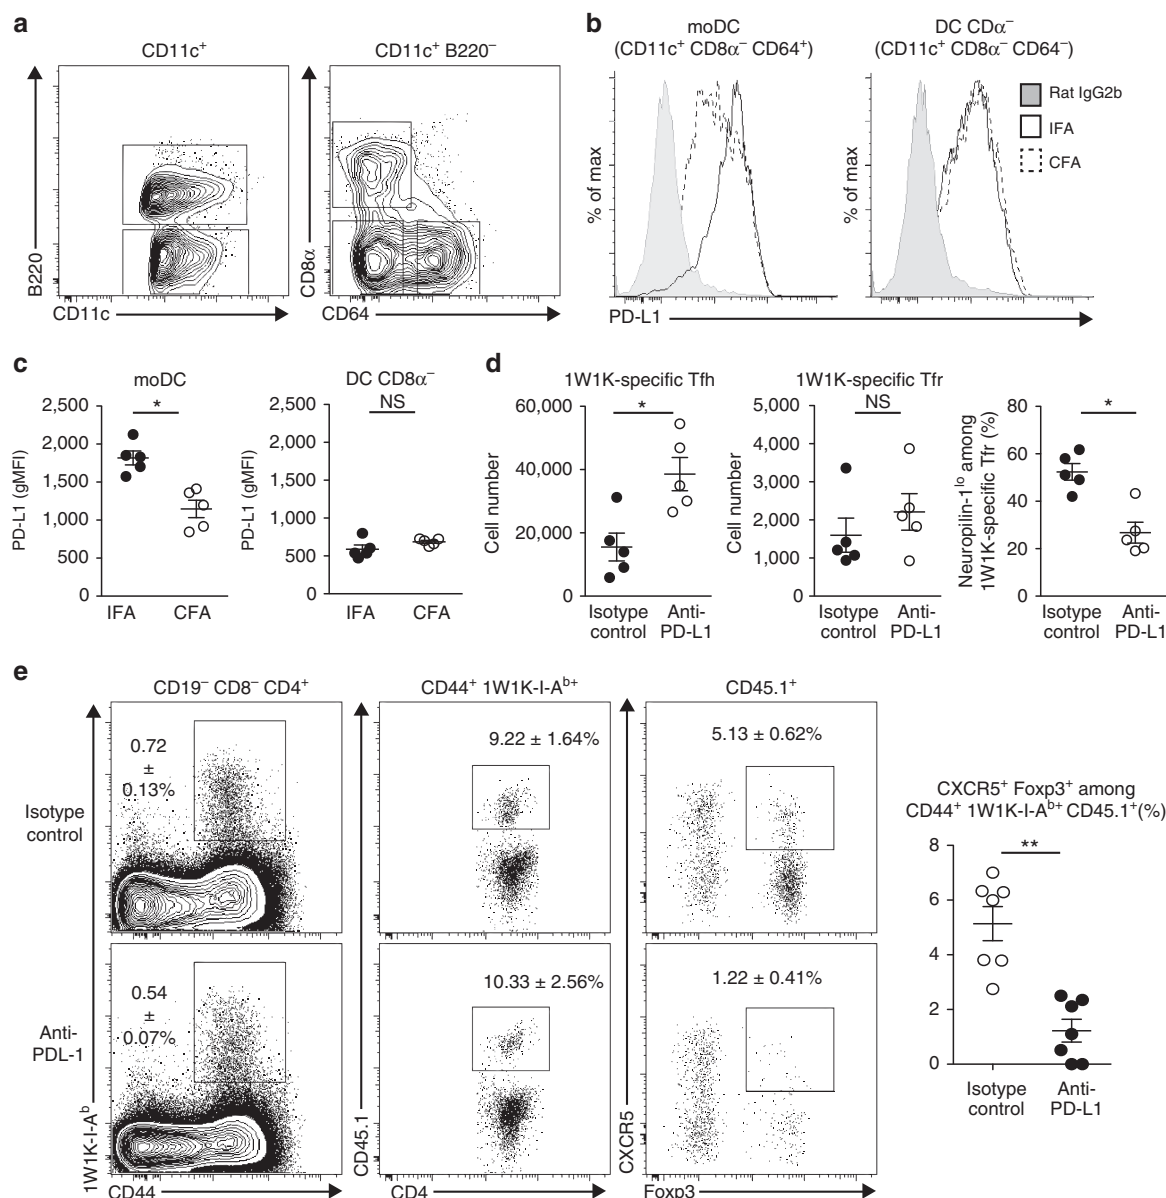 a
CD11c⁺
CD11c⁺ B220⁻
B220
CD11c
CD8α
CD64
b
moDC
(CD11c⁺ CD8α⁻ CD64⁺)
DC CDα⁻
(CD11c⁺ CD8α⁻ CD64⁻)
Rat IgG2b
IFA
CFA
% of max
% of max
PD-L1
c
moDC
PD-L1 (gMFI)
2,500
2,000
1,500
1,000
500
0
*
IFA
CFA
DC CD8α⁻
PD-L1 (gMFI)
2,500
2,000
1,500
1,000
500
0
NS
IFA
CFA
d
1W1K-specific Tfh
Cell number
60,000
40,000
20,000
0
*
Isotype
control
Anti-
PD-L1
1W1K-specific Tfr
Cell number
5,000
4,000
3,000
2,000
1,000
0
NS
Isotype
control
Anti-
PD-L1
Neuropilin-1ˡᵒ among
1W1K-specific Tfr (%)
80
60
40
20
0
*
Isotype
control
Anti-
PD-L1
e
CD19⁻ CD8⁻ CD4⁺
CD44⁺ 1W1K-I-Aᵇ⁺
CD45.1⁺
Isotype
control
0.72
±
0.13%
9.22 ± 1.64%
5.13 ± 0.62%
Anti-
PDL-1
0.54
±
0.07%
10.33 ± 2.56%
1.22 ± 0.41%
1W1K-I-Aᵇ
CD44
CD45.1
CD4
CXCR5
Foxp3
CXCR5⁺ Foxp3⁺ among
CD44⁺ 1W1K-I-Aᵇ⁺ CD45.1⁺(%)
8
6
4
2
0
**
Isotype
control
Anti-
PD-L1